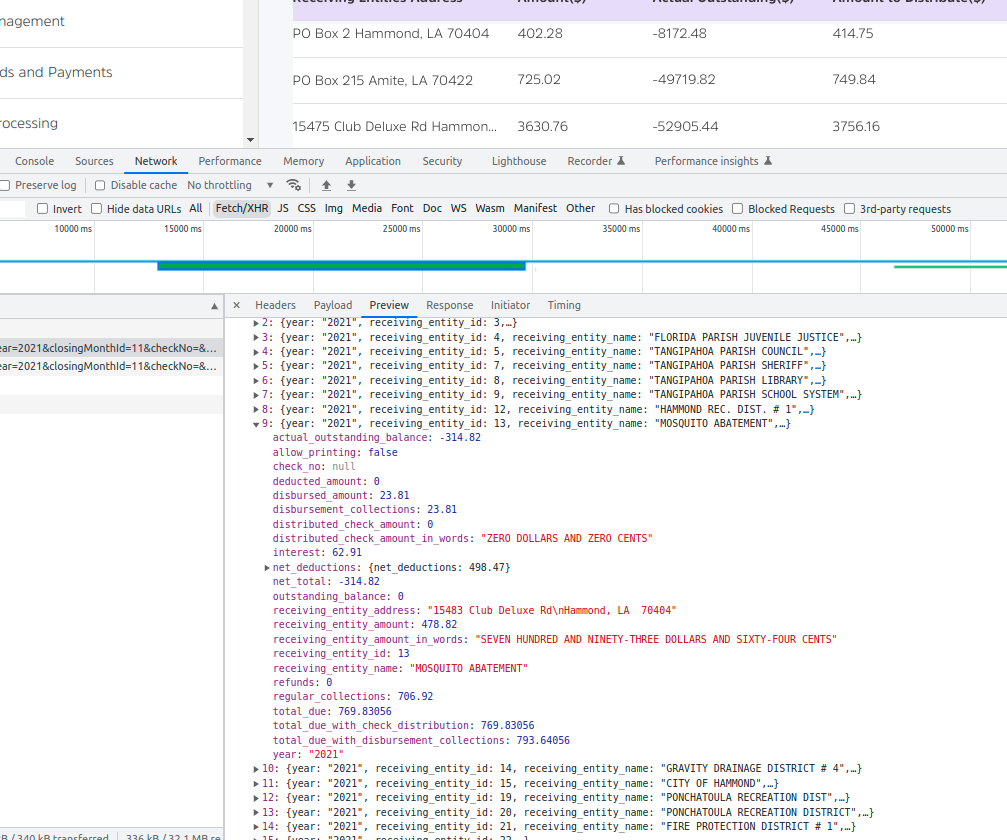 Receiving Entities Address Amount($) Actual Outstanding($) Amount to Distribute($)
nagement
PO Box 2 Hammond, LA 70404 402.28 -8172.48 414.75
ds and Payments
PO Box 215 Amite, LA 70422 725.02 -49719.82 749.84
rocessing
15475 Club Deluxe Rd Hammon... 3630.76 -52905.44 3756.16
Console Sources Network Performance Memory Application Security Lighthouse Recorder Performance insights
Preserve log Disable cache No throttling
Invert Hide data URLs All Fetch/XHR JS CSS Img Media Font Doc WS Wasm Manifest Other Has blocked cookies Blocked Requests 3rd-party requests
10000 ms 15000 ms 20000 ms 25000 ms 30000 ms 35000 ms 40000 ms 45000 ms 50000 ms
× Headers Payload Preview Response Initiator Timing
2: {year: "2021", receiving_entity_id: 3,…}
3: {year: "2021", receiving_entity_id: 4, receiving_entity_name: "FLORIDA PARISH JUVENILE JUSTICE",…}
ear=2021&closingMonthId=11&checkNo=&...
4: {year: "2021", receiving_entity_id: 5, receiving_entity_name: "TANGIPAHOA PARISH COUNCIL",…}
ear=2021&closingMonthId=11&checkNo=&...
5: {year: "2021", receiving_entity_id: 7, receiving_entity_name: "TANGIPAHOA PARISH SHERIFF",…}
6: {year: "2021", receiving_entity_id: 8, receiving_entity_name: "TANGIPAHOA PARISH LIBRARY",…}
7: {year: "2021", receiving_entity_id: 9, receiving_entity_name: "TANGIPAHOA PARISH SCHOOL SYSTEM",…}
8: {year: "2021", receiving_entity_id: 12, receiving_entity_name: "HAMMOND REC. DIST. # 1",…}
9: {year: "2021", receiving_entity_id: 13, receiving_entity_name: "MOSQUITO ABATEMENT",…}
actual_outstanding_balance: -314.82
allow_printing: false
check_no: null
deducted_amount: 0
disbursed_amount: 23.81
disbursement_collections: 23.81
distributed_check_amount: 0
distributed_check_amount_in_words: "ZERO DOLLARS AND ZERO CENTS"
interest: 62.91
net_deductions: {net_deductions: 498.47}
net_total: -314.82
outstanding_balance: 0
receiving_entity_address: "15483 Club Deluxe Rd\nHammond, LA  70404"
receiving_entity_amount: 478.82
receiving_entity_amount_in_words: "SEVEN HUNDRED AND NINETY-THREE DOLLARS AND SIXTY-FOUR CENTS"
receiving_entity_id: 13
receiving_entity_name: "MOSQUITO ABATEMENT"
refunds: 0
regular_collections: 706.92
total_due: 769.83056
total_due_with_check_distribution: 769.83056
total_due_with_disbursement_collections: 793.64056
year: "2021"
10: {year: "2021", receiving_entity_id: 14, receiving_entity_name: "GRAVITY DRAINAGE DISTRICT # 4",…}
11: {year: "2021", receiving_entity_id: 15, receiving_entity_name: "CITY OF HAMMOND",…}
12: {year: "2021", receiving_entity_id: 19, receiving_entity_name: "PONCHATOULA RECREATION DIST",…}
13: {year: "2021", receiving_entity_id: 20, receiving_entity_name: "PONCHATOULA RECREATION DISTRICT",…}
14: {year: "2021", receiving_entity_id: 21, receiving_entity_name: "FIRE PROTECTION DISTRICT # 1",…}
B / 340 kB transferred 336 kB / 32.1 MB re